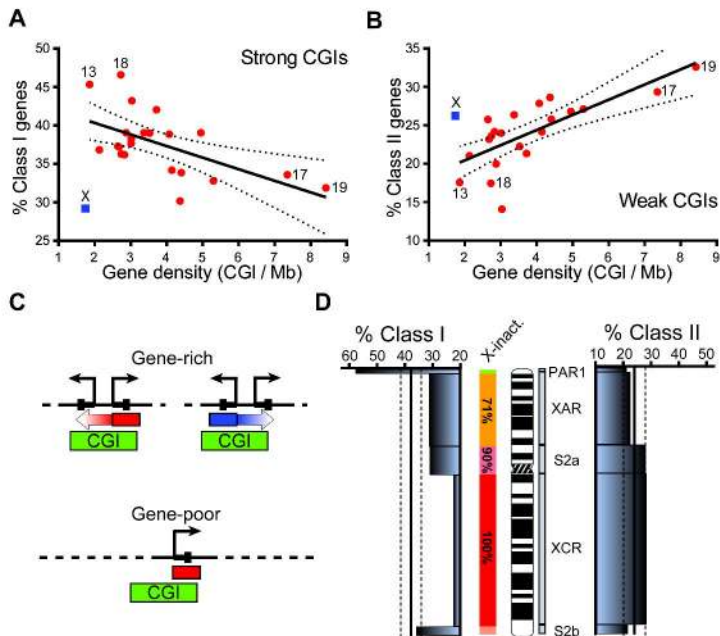 A
Strong CGIs
% Class I genes
50
45
40
35
30
25
13
18
X
17
19
1 2 3 4 5 6 7 8 9
Gene density (CGI / Mb)
B
Weak CGIs
% Class II genes
35
30
25
20
15
10
X
13
18
17
19
1 2 3 4 5 6 7 8 9
Gene density (CGI / Mb)
C
Gene-rich
CGI
CGI
Gene-poor
CGI
D
% Class I
X-inact.
% Class II
60 50 40 30 20
10 20 30 40 50
71%
90%
100%
PAR1
XAR
S2a
XCR
S2b